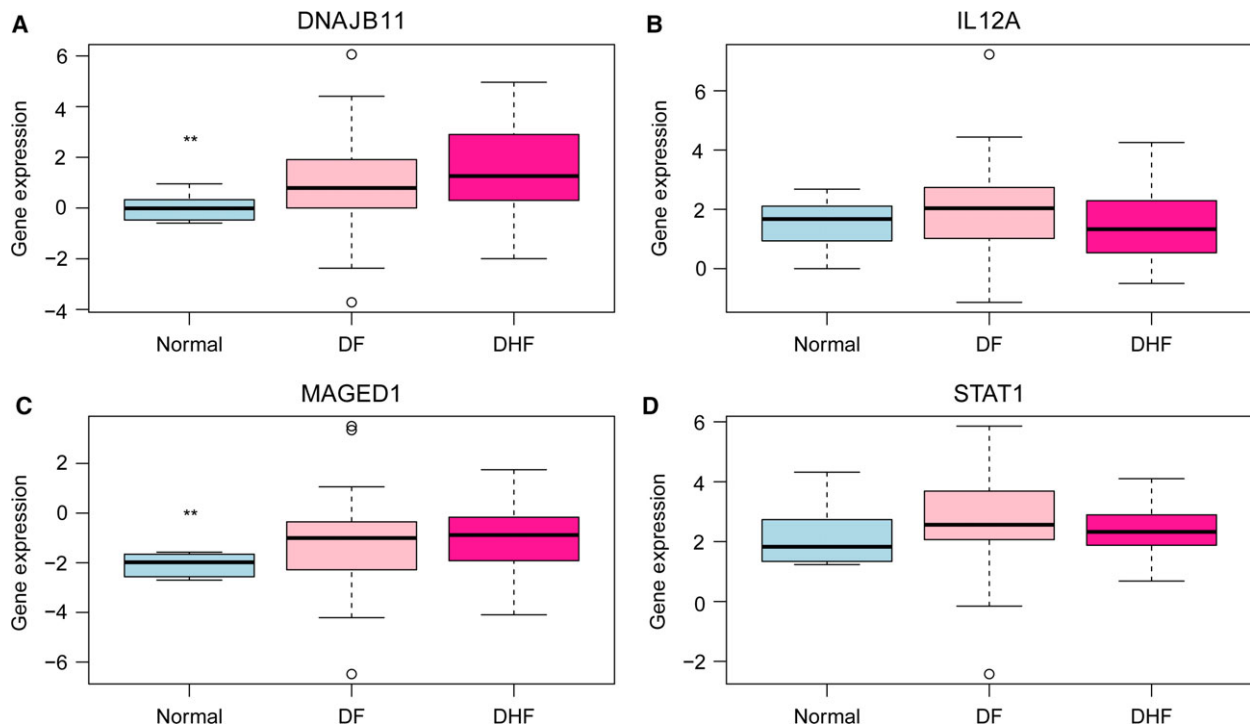 A
DNAJB11
Gene expression
6
4
2
0
−2
−4
**
Normal DF DHF
B
IL12A
Gene expression
6
4
2
0
Normal DF DHF
C
MAGED1
Gene expression
2
0
−2
−4
−6
**
Normal DF DHF
D
STAT1
Gene expression
6
4
2
0
−2
Normal DF DHF